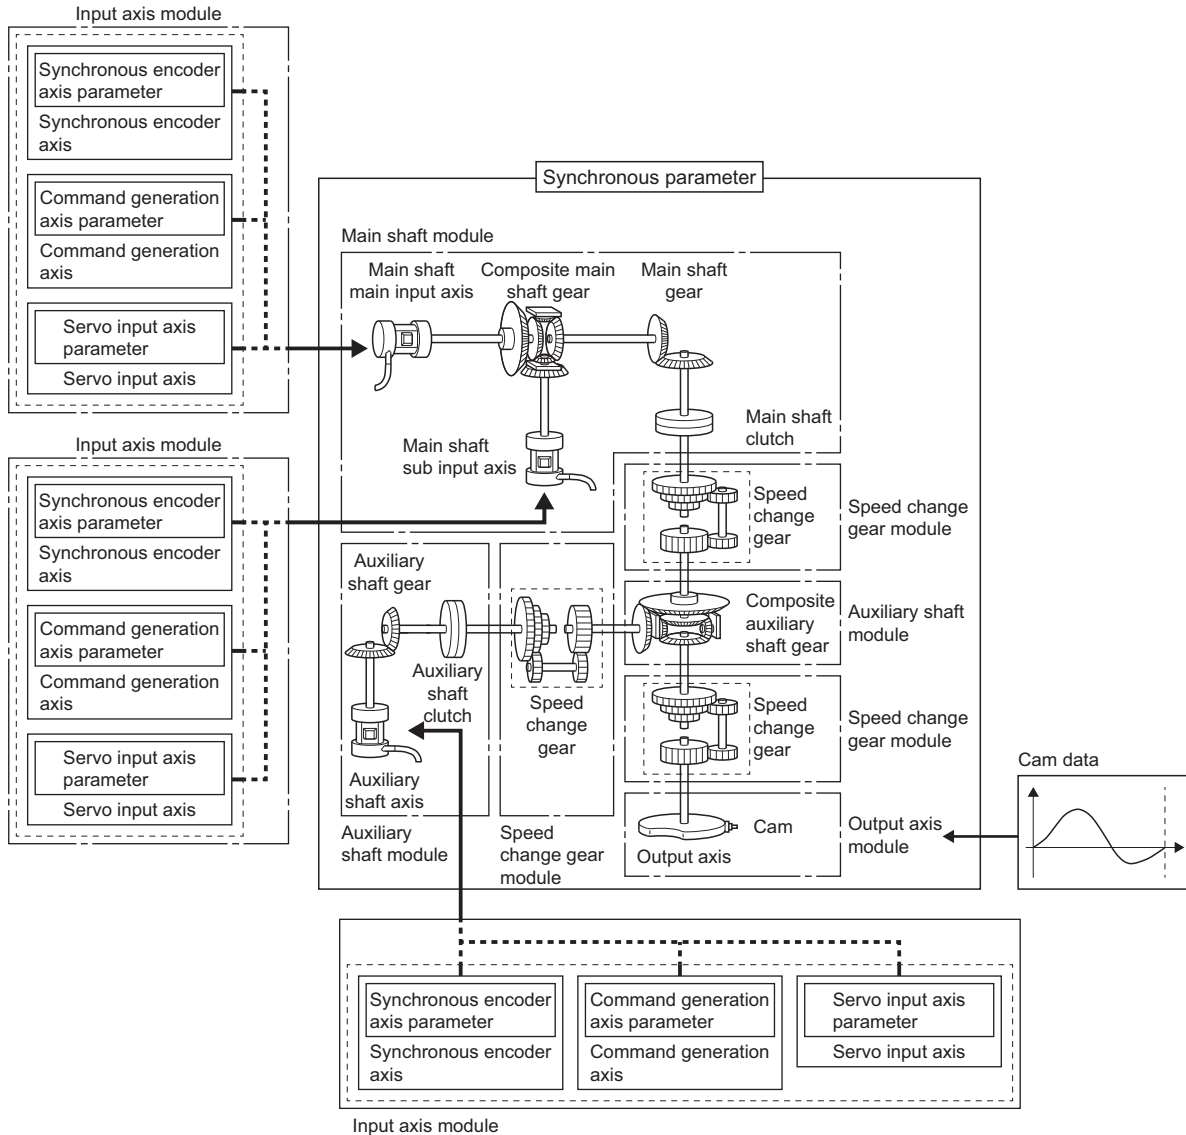 Input axis module
Synchronous encoder
axis parameter
Synchronous encoder
axis
Command generation
axis parameter
Command generation
axis
Servo input axis
parameter
Servo input axis
Input axis module
Synchronous encoder
axis parameter
Synchronous encoder
axis
Command generation
axis parameter
Command generation
axis
Servo input axis
parameter
Servo input axis
Synchronous parameter
Main shaft module
Main shaft
main input axis
Composite main
shaft gear
Main shaft
gear
Main shaft
sub input axis
Main shaft
clutch
Speed
change
gear
Speed change
gear module
Auxiliary
shaft gear
Auxiliary
shaft
clutch
Auxiliary
shaft axis
Auxiliary
shaft module
Speed
change
gear
Speed
change gear
module
Composite
auxiliary
shaft gear
Auxiliary shaft
module
Speed
change
gear
Speed change
gear module
Cam
Output axis
Output axis
module
Cam data
Synchronous encoder
axis parameter
Synchronous encoder
axis
Command generation
axis parameter
Command generation
axis
Servo input axis
parameter
Servo input axis
Input axis module